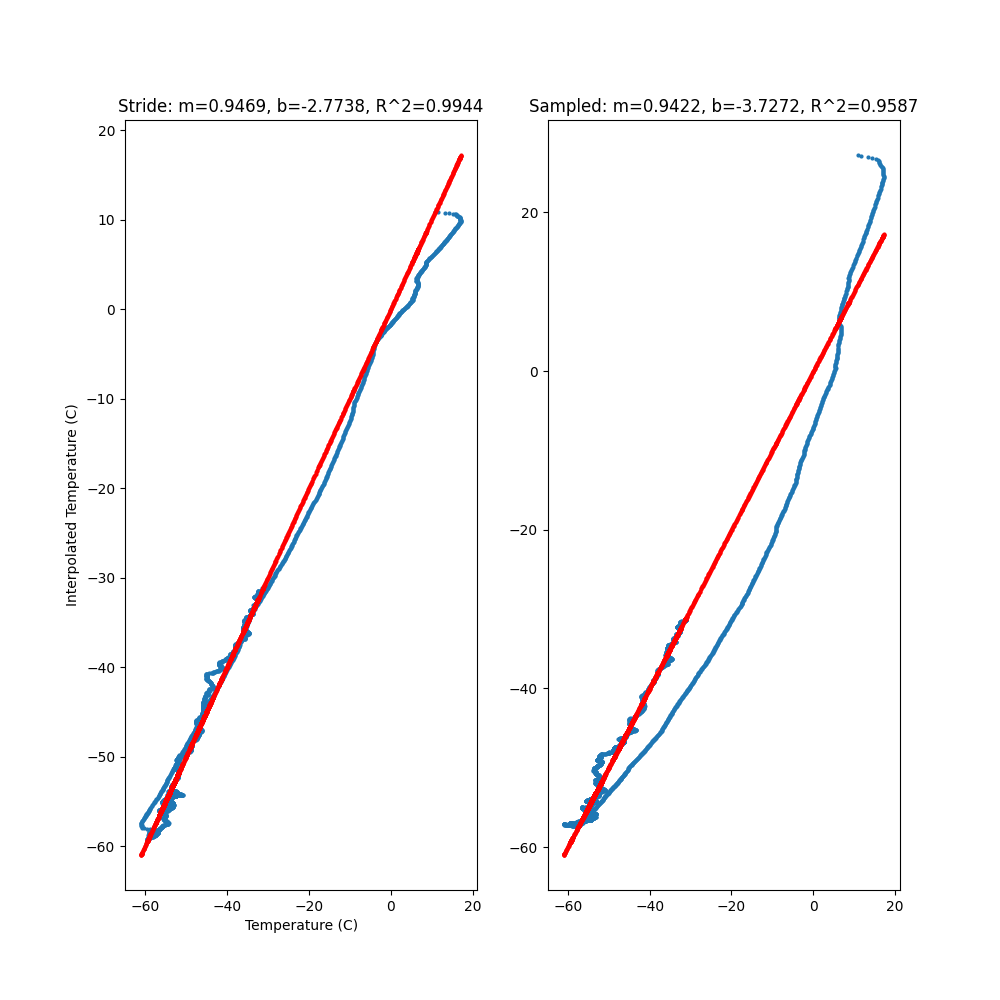 Stride: m=0.9469, b=-2.7738, R^2=0.9944
Sampled: m=0.9422, b=-3.7272, R^2=0.9587
Interpolated Temperature (C)
20
10
0
−10
−20
−30
−40
−50
−60
−60 −40 −20 0 20
Temperature (C)
20
0
−20
−40
−60
−60 −40 −20 0 20